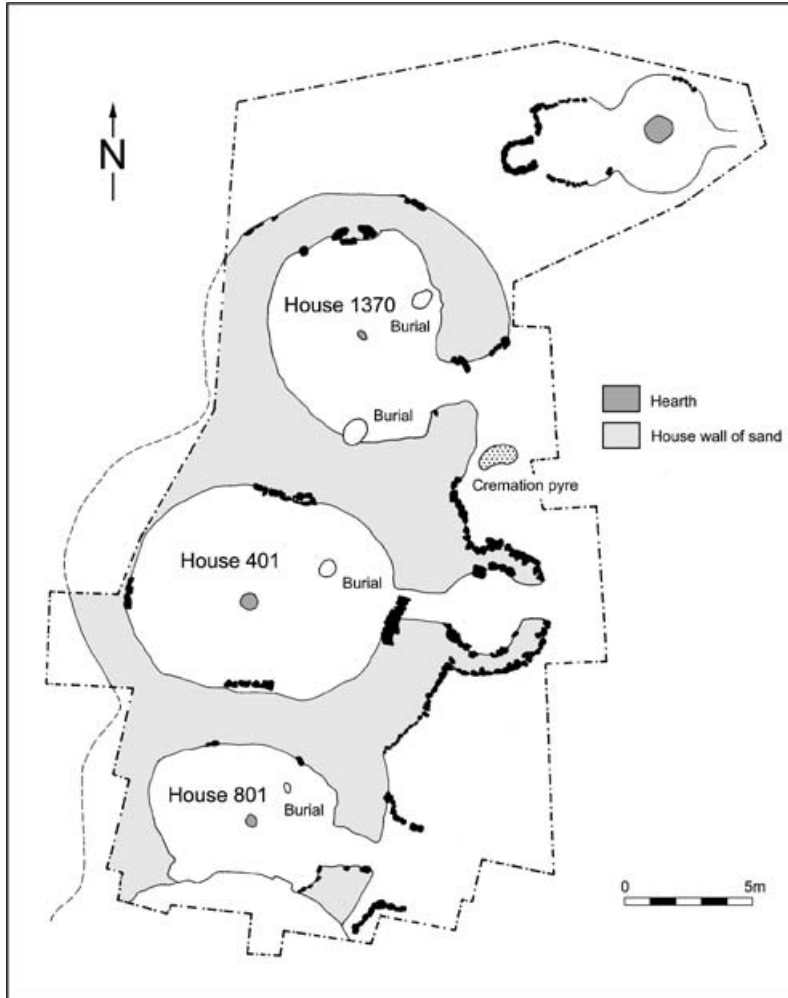 N
House 1370
Burial
Burial
Hearth
House wall of sand
Cremation pyre
House 401
Burial
House 801
Burial
0 5m